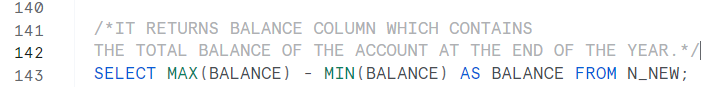 140
141 /*IT RETURNS BALANCE COLUMN WHICH CONTAINS
142 THE TOTAL BALANCE OF THE ACCOUNT AT THE END OF THE YEAR.*/
143 SELECT MAX(BALANCE) - MIN(BALANCE) AS BALANCE FROM N_NEW;